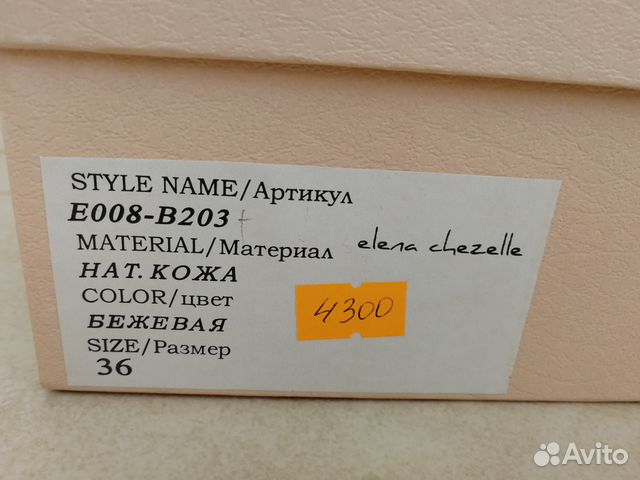 STYLE NAME/Артикул
E008-B203
MATERIAL/Материал
elena chezelle
НАТ. КОЖА
COLOR/цвет
4300
БЕЖЕВАЯ
SIZE/Размер
36
Avito